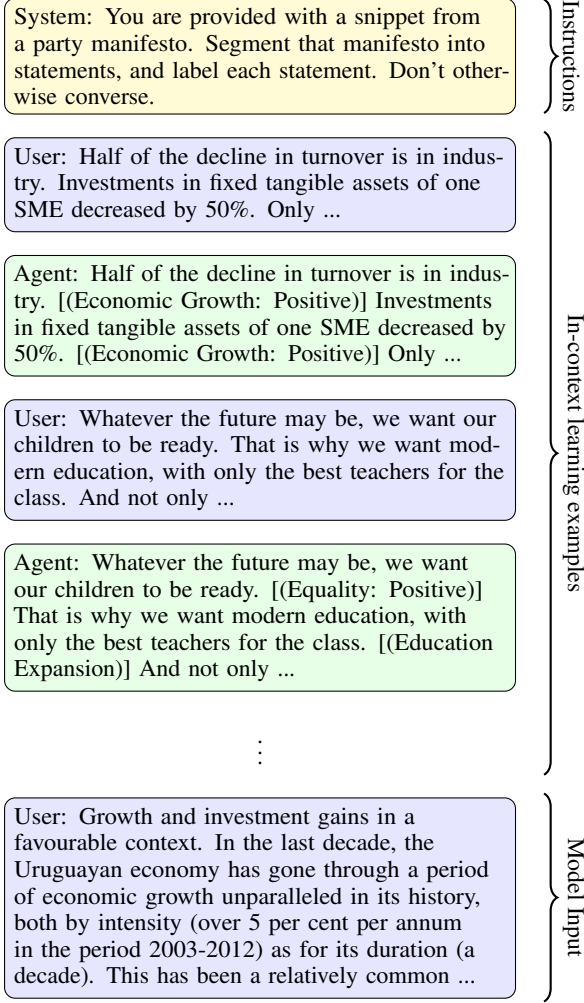 System: You are provided with a snippet from
a party manifesto. Segment that manifesto into
statements, and label each statement. Don't other-
wise converse.
Instructions
User: Half of the decline in turnover is in indus-
try. Investments in fixed tangible assets of one
SME decreased by 50%. Only ...
Agent: Half of the decline in turnover is in indus-
try. [(Economic Growth: Positive)] Investments
in fixed tangible assets of one SME decreased by
50%. [(Economic Growth: Positive)] Only ...
User: Whatever the future may be, we want our
children to be ready. That is why we want mod-
ern education, with only the best teachers for the
class. And not only ...
Agent: Whatever the future may be, we want
our children to be ready. [(Equality: Positive)]
That is why we want modern education, with
only the best teachers for the class. [(Education
Expansion)] And not only ...
⋮
In-context learning examples
User: Growth and investment gains in a
favourable context. In the last decade, the
Uruguayan economy has gone through a period
of economic growth unparalleled in its history,
both by intensity (over 5 per cent per annum
in the period 2003-2012) as for its duration (a
decade). This has been a relatively common ...
Model Input